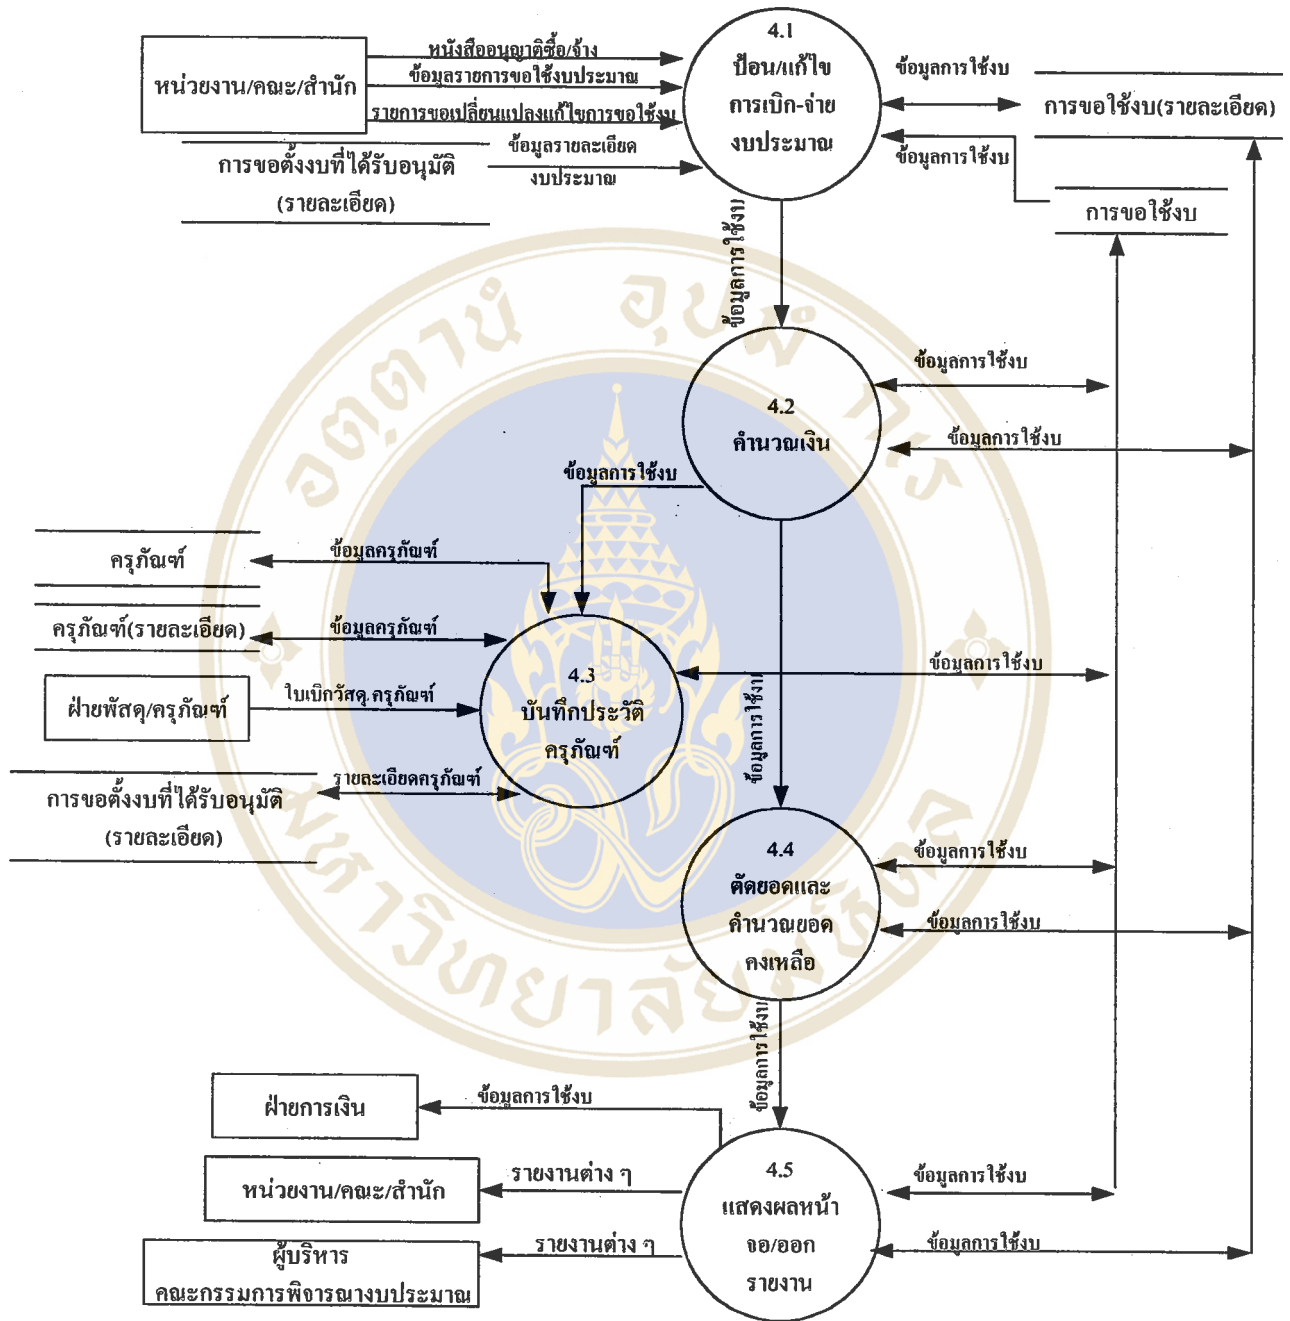 4.1
ป้อน/แก้ไข
การเบิก-จ่าย
งบประมาณ
หน่วยงาน/คณะ/สำนัก
หนังสืออนุญาติซื้อ/จ้าง
ข้อมูลรายการขอใช้งบประมาณ
รายการขอเปลี่ยนแปลงแก้ไขการขอใช้งบ
การขอตั้งงบที่ได้รับอนุมัติ
(รายละเอียด)
ข้อมูลรายละเอียด
งบประมาณ
ข้อมูลการใช้งบ
การขอใช้งบ(รายละเอียด)
ข้อมูลการใช้งบ
การขอใช้งบ
ข้อมูลการใช้งบ
อตฺตานํ อุปมํ กเร
4.2
คำนวณเงิน
ข้อมูลการใช้งบ
ข้อมูลการใช้งบ
ข้อมูลการใช้งบ
ครุภัณฑ์
ข้อมูลครุภัณฑ์
ครุภัณฑ์(รายละเอียด)
ข้อมูลครุภัณฑ์
4.3
บันทึกประวัติ
ครุภัณฑ์
ข้อมูลการใช้งบ
ข้อมูลการใช้งบ
ฝ่ายพัสดุ/ครุภัณฑ์
ใบเบิกวัสดุ ครุภัณฑ์
การขอตั้งงบที่ได้รับอนุมัติ
(รายละเอียด)
รายละเอียดครุภัณฑ์
4.4
ตัดยอดและ
คำนวณยอด
คงเหลือ
ข้อมูลการใช้งบ
ข้อมูลการใช้งบ
มหาวิทยาลัยมหิดล
ข้อมูลการใช้งบ
ฝ่ายการเงิน
ข้อมูลการใช้งบ
หน่วยงาน/คณะ/สำนัก
รายงานต่าง ๆ
4.5
แสดงผลหน้า
จอ/ออก
รายงาน
ข้อมูลการใช้งบ
ข้อมูลการใช้งบ
ผู้บริหาร
คณะกรรมการพิจารณางบประมาณ
รายงานต่าง ๆ